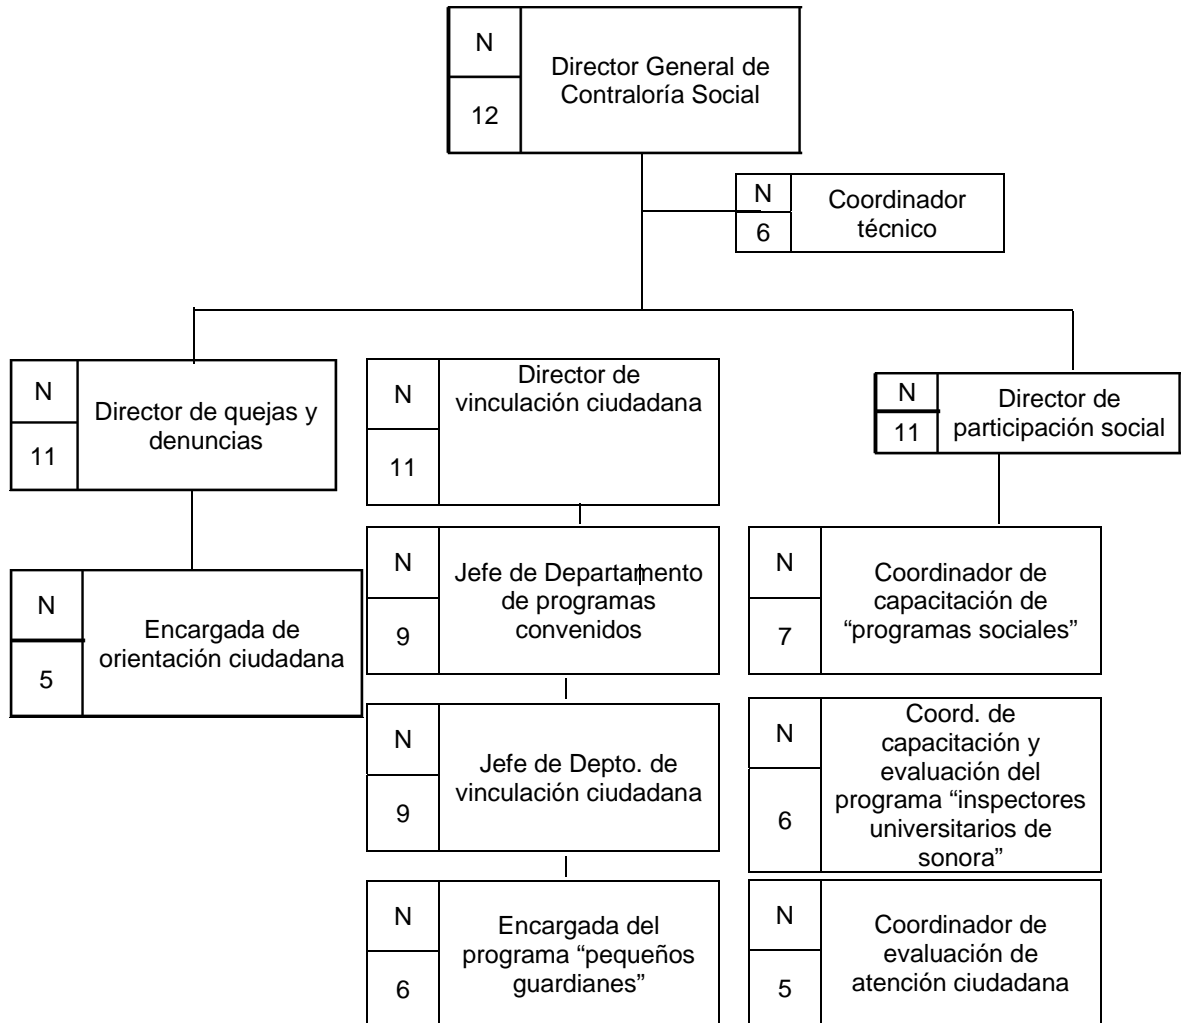 N
12
Director General de
Contraloría Social
N
6
Coordinador
técnico
N
11
Director de quejas y
denuncias
N
11
Director de
vinculación ciudadana
N
11
Director de
participación social
N
5
Encargada de
orientación ciudadana
N
9
Jefe de Departamento
de programas
convenidos
N
7
Coordinador de
capacitación de
“programas sociales”
N
9
Jefe de Depto. de
vinculación ciudadana
N
6
Coord. de
capacitación y
evaluación del
programa “inspectores
universitarios de
sonora”
N
6
Encargada del
programa “pequeños
guardianes”
N
5
Coordinador de
evaluación de
atención ciudadana